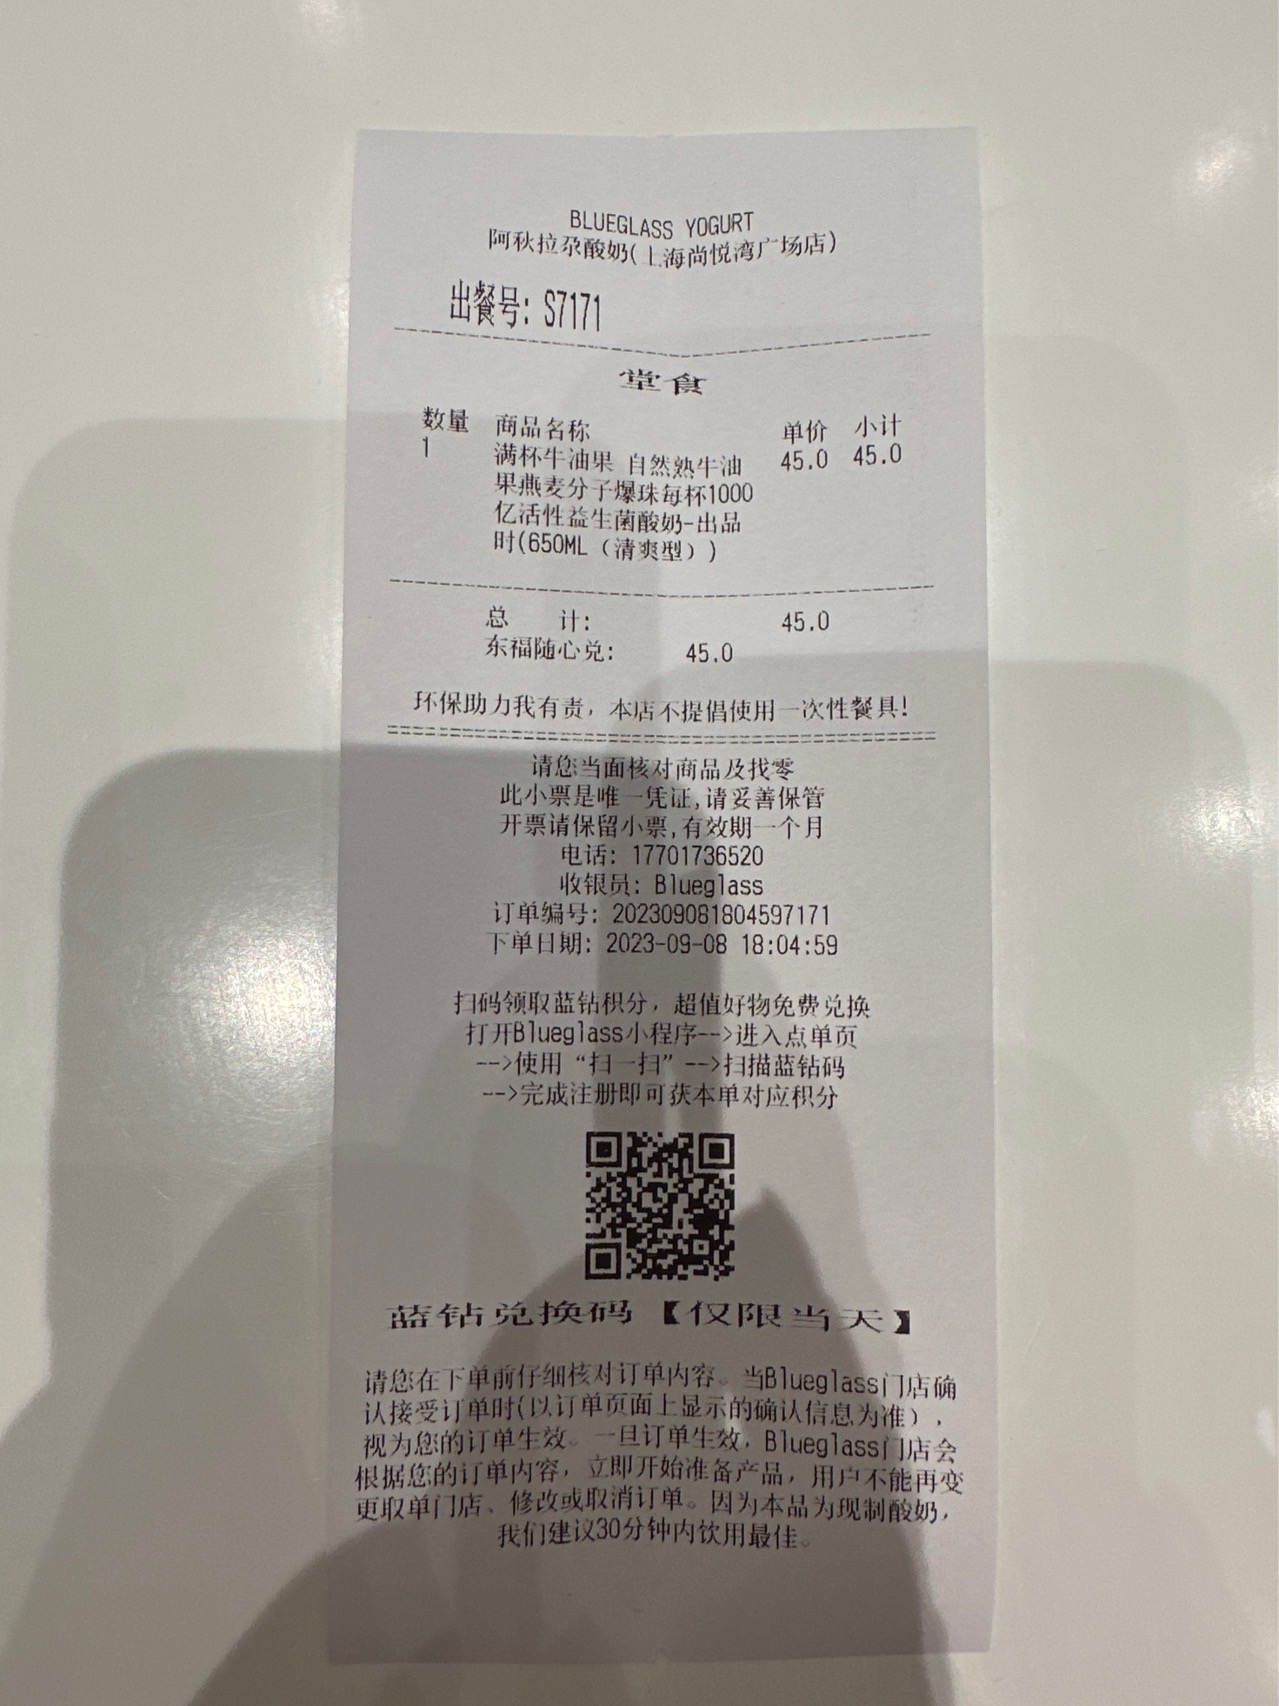 BLUEGLASS YOGURT
阿秋拉尕酸奶(上海尚悦湾广场店)
出餐号: S7171
堂食
数量 商品名称 单价 小计
1 满杯牛油果 自然熟牛油 45.0 45.0
果燕麦分子爆珠每杯1000
亿活性益生菌酸奶-出品
时(650ML（清爽型）)
总 计: 45.0
东福随心兑: 45.0
环保助力我有责，本店不提倡使用一次性餐具!
请您当面核对商品及找零
此小票是唯一凭证,请妥善保管
开票请保留小票,有效期一个月
电话: 17701736520
收银员: Blueglass
订单编号: 202309081804597171
下单日期: 2023-09-08 18:04:59
扫码领取蓝钻积分，超值好物免费兑换
打开Blueglass小程序-->进入点单页
-->使用“扫一扫”-->扫描蓝钻码
-->完成注册即可获本单对应积分
蓝钻兑换码【仅限当天】
请您在下单前仔细核对订单内容。当Blueglass门店确
认接受订单时(以订单页面上显示的确认信息为准)，
视为您的订单生效。一旦订单生效，Blueglass门店会
根据您的订单内容，立即开始准备产品，用户不能再变
更取单门店、修改或取消订单。因为本品为现制酸奶，
我们建议30分钟内饮用最佳。